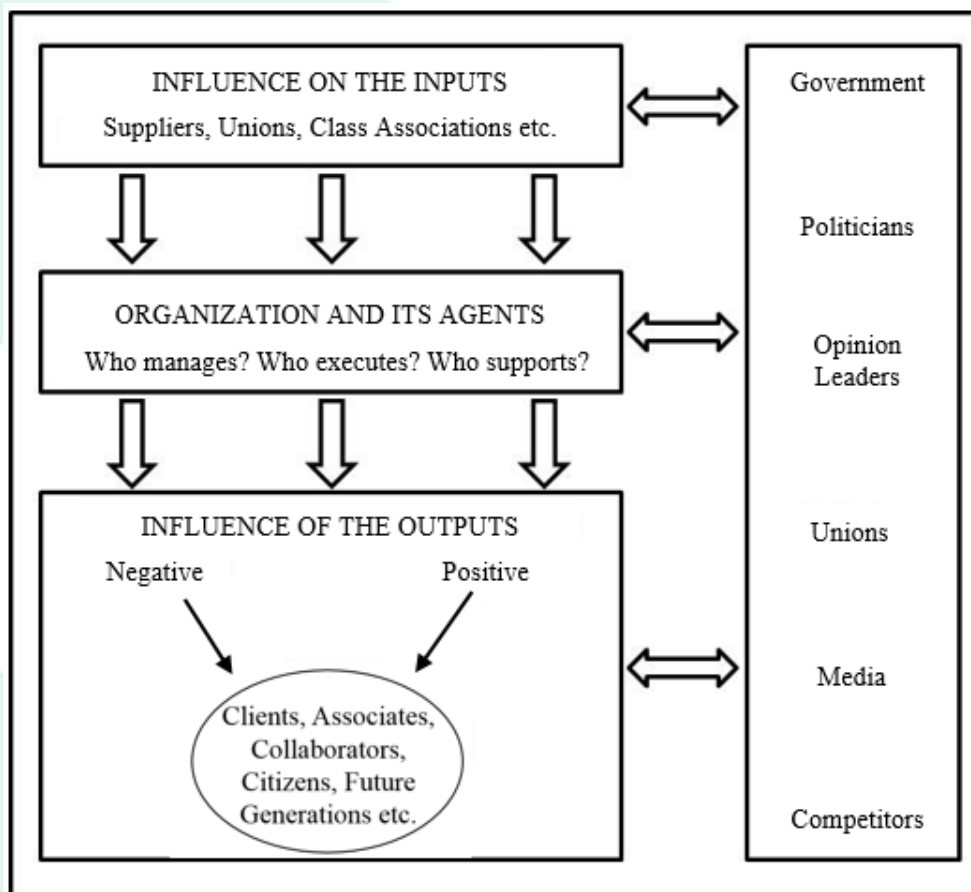 INFLUENCE ON THE INPUTS
Suppliers, Unions, Class Associations etc.
ORGANIZATION AND ITS AGENTS
Who manages? Who executes? Who supports?
INFLUENCE OF THE OUTPUTS
Negative
Positive
Clients, Associates,
Collaborators,
Citizens, Future
Generations etc.
Government
Politicians
Opinion
Leaders
Unions
Media
Competitors